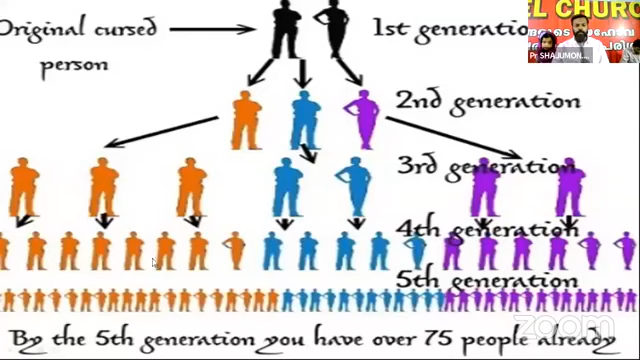 Original cursed
person
1st generation
EL CHURC
Pr SHAJUMON...
2nd generation
3rd generation
4th generation
5th generation
zoom
By the 5th generation you have over 75 people already